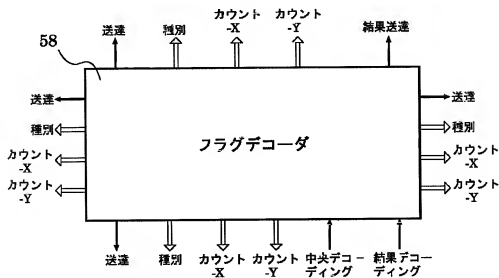 58
送達
種別
カウント
-X
カウント
-Y
結果送達
送達
種別
カウント
-X
カウント
-Y
フラグデコーダ
送達
種別
カウント
-X
カウント
-Y
送達
種別
カウント
-X
カウント
-Y
中央デコー
ディング
結果デコー
ディング